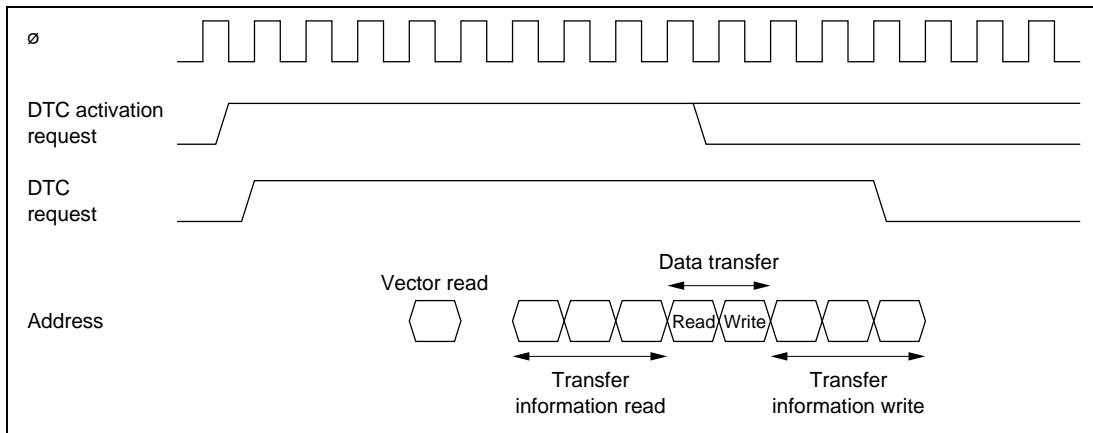 ø
DTC activation
request
DTC
request
Data transfer
Vector read
Address
Read Write
Transfer
information read
Transfer
information write